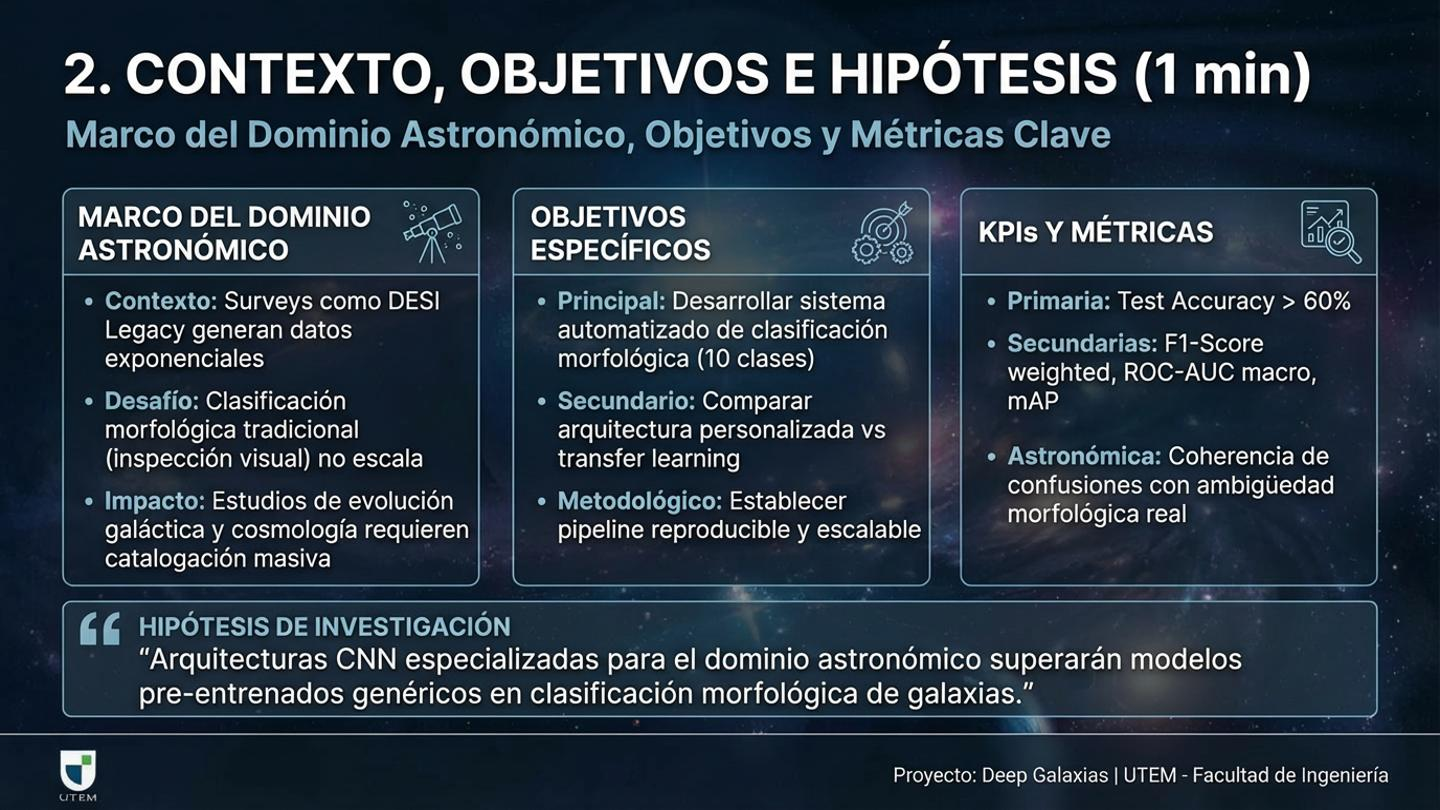 2. CONTEXTO, OBJETIVOS E HIPÓTESIS (1 min)
Marco del Dominio Astronómico, Objetivos y Métricas Clave
MARCO DEL DOMINIO
ASTRONÓMICO
• Contexto: Surveys como DESI
Legacy generan datos
exponenciales
• Desafío: Clasificación
morfológica tradicional
(inspección visual) no escala
• Impacto: Estudios de evolución
galáctica y cosmología requieren
catalogación masiva
OBJETIVOS
ESPECÍFICOS
• Principal: Desarrollar sistema
automatizado de clasificación
morfológica (10 clases)
• Secundario: Comparar
arquitectura personalizada vs
transfer learning
• Metodológico: Establecer
pipeline reproducible y escalable
KPIs Y MÉTRICAS
• Primaria: Test Accuracy > 60%
• Secundarias: F1-Score
weighted, ROC-AUC macro,
mAP
• Astronómica: Coherencia de
confusiones con ambigüedad
morfológica real
HIPÓTESIS DE INVESTIGACIÓN
“Arquitecturas CNN especializadas para el dominio astronómico superarán modelos
pre-entrenados genéricos en clasificación morfológica de galaxias.”
UTEM
Proyecto: Deep Galaxias | UTEM - Facultad de Ingeniería